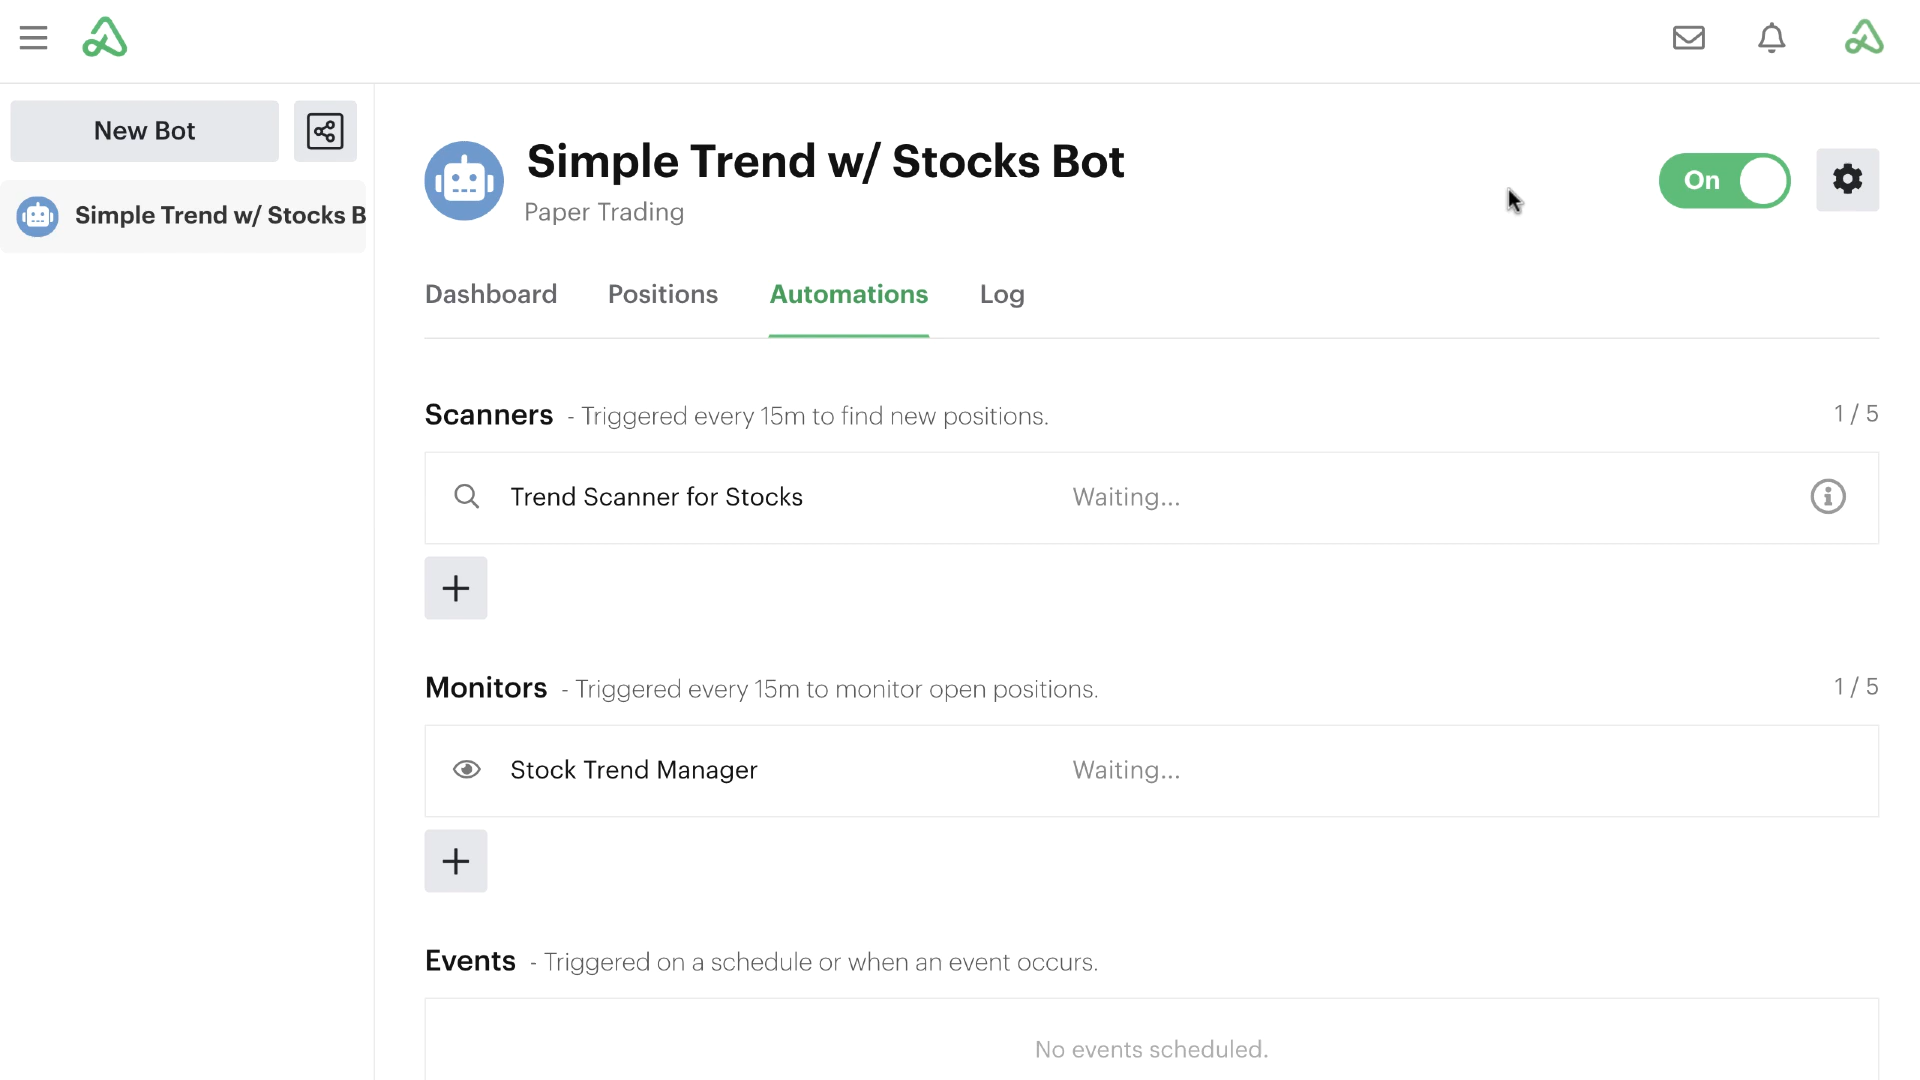 New Bot
Simple Trend w/ Stocks B
Simple Trend w/ Stocks Bot
On
Paper Trading
Dashboard Positions Automations Log
Scanners - Triggered every 15m to find new positions. 1 / 5
Trend Scanner for Stocks Waiting...
Monitors - Triggered every 15m to monitor open positions. 1 / 5
Stock Trend Manager Waiting...
Events - Triggered on a schedule or when an event occurs.
No events scheduled.